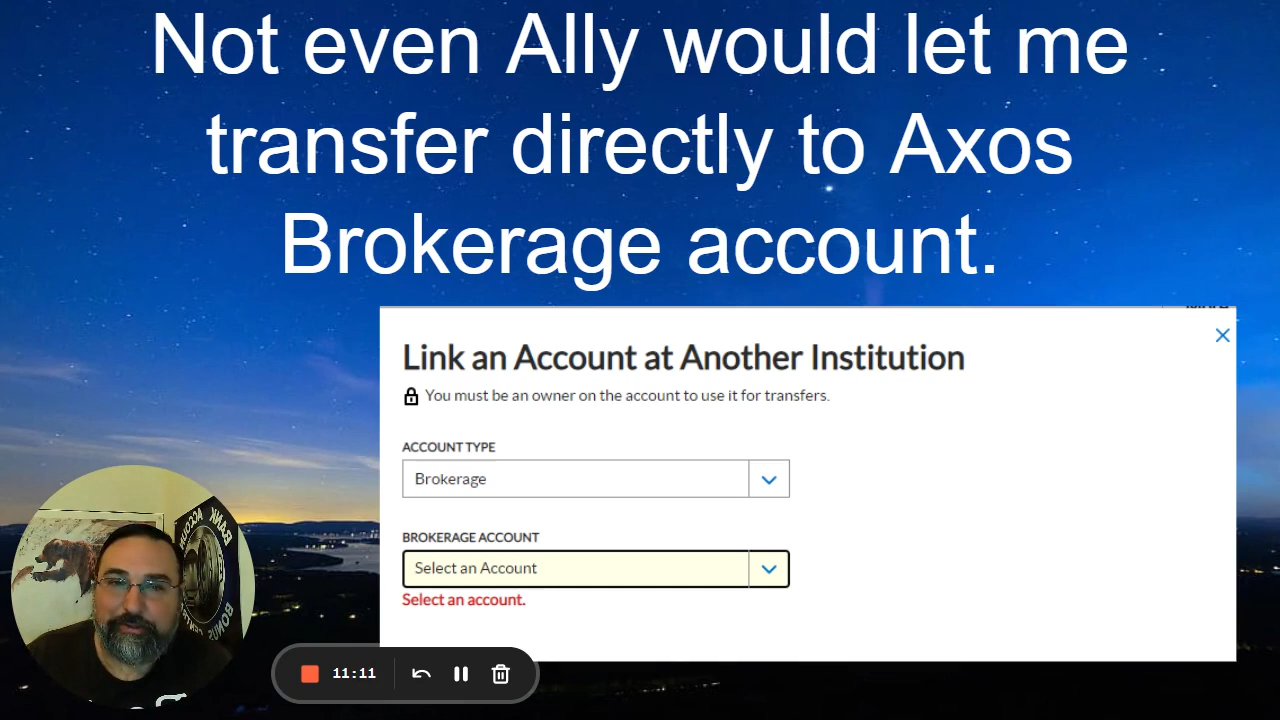 Not even Ally would let me
transfer directly to Axos
Brokerage account.
Link an Account at Another Institution
You must be an owner on the account to use it for transfers.
ACCOUNT TYPE
Brokerage
BROKERAGE ACCOUNT
Select an Account
Select an account.
BANK
BONUS
11:11